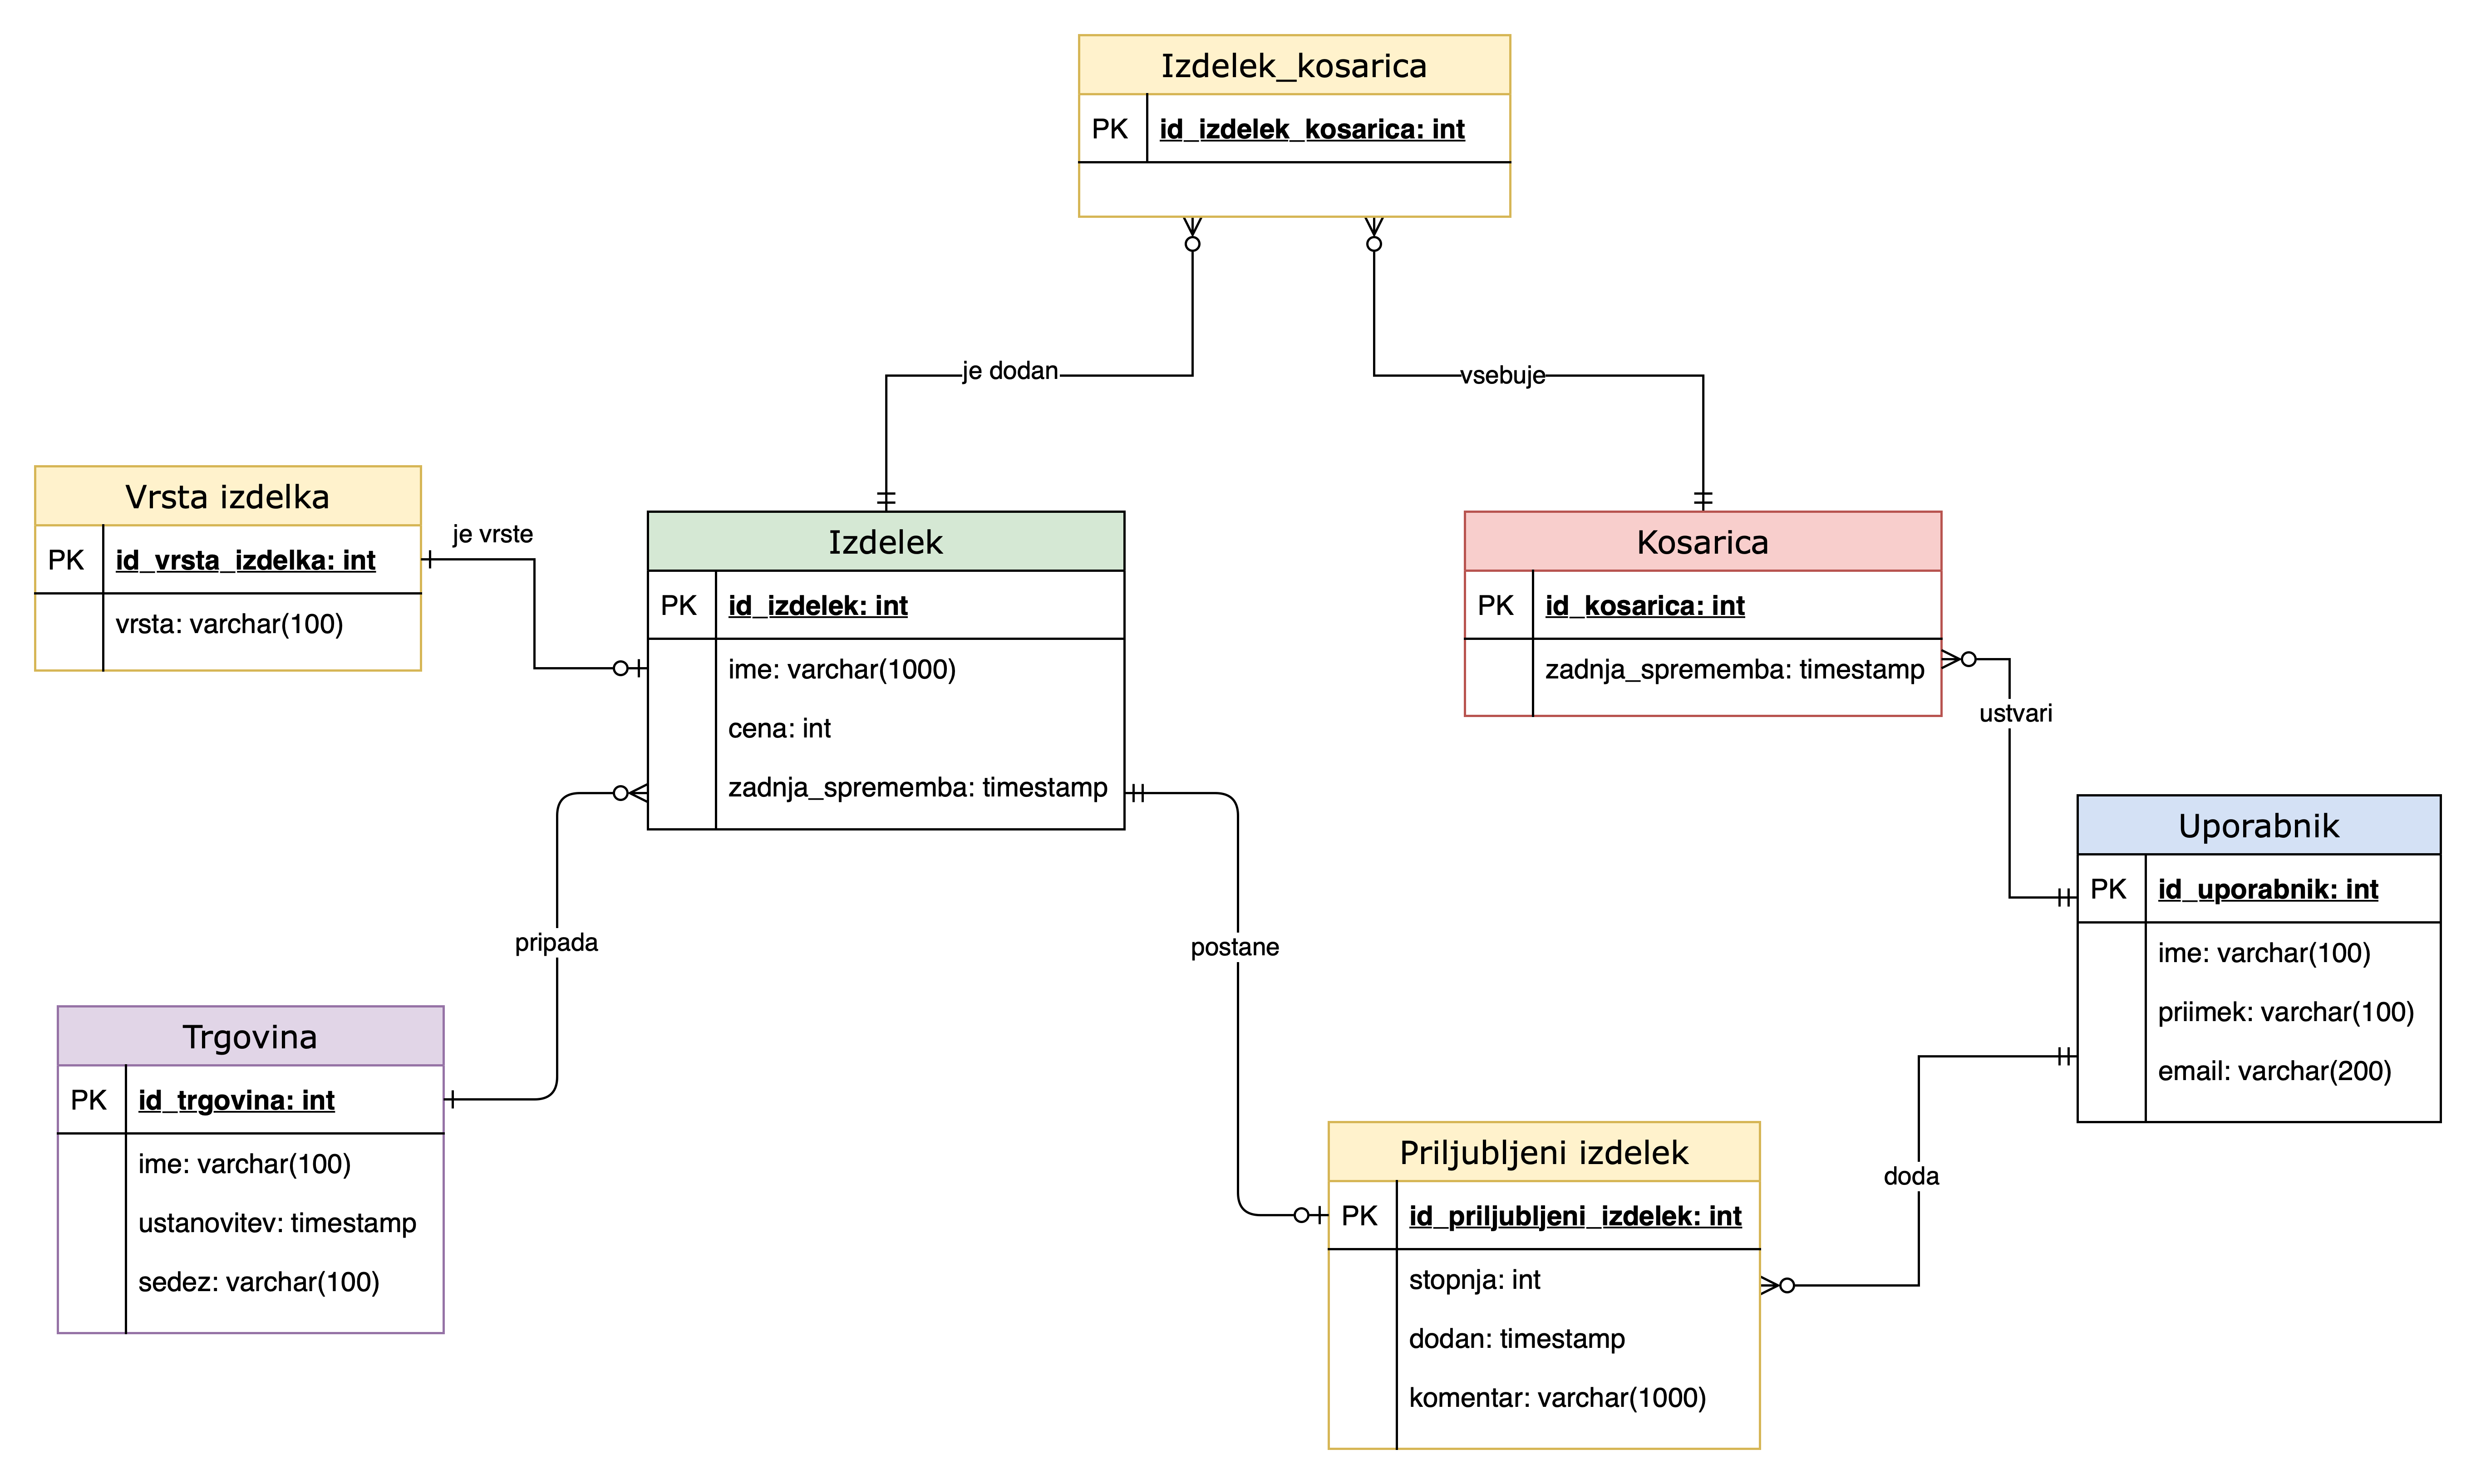 Izdelek_kosarica
PK id_izdelek_kosarica: int
je dodan
vsebuje
Vrsta izdelka
PK id_vrsta_izdelka: int
vrsta: varchar(100)
je vrste
Izdelek
PK id_izdelek: int
ime: varchar(1000)
cena: int
zadnja_sprememba: timestamp
Kosarica
PK id_kosarica: int
zadnja_sprememba: timestamp
ustvari
Uporabnik
PK id_uporabnik: int
ime: varchar(100)
priimek: varchar(100)
email: varchar(200)
pripada
postane
Trgovina
PK id_trgovina: int
ime: varchar(100)
ustanovitev: timestamp
sedez: varchar(100)
Priljubljeni izdelek
PK id_priljubljeni_izdelek: int
stopnja: int
dodan: timestamp
komentar: varchar(1000)
doda